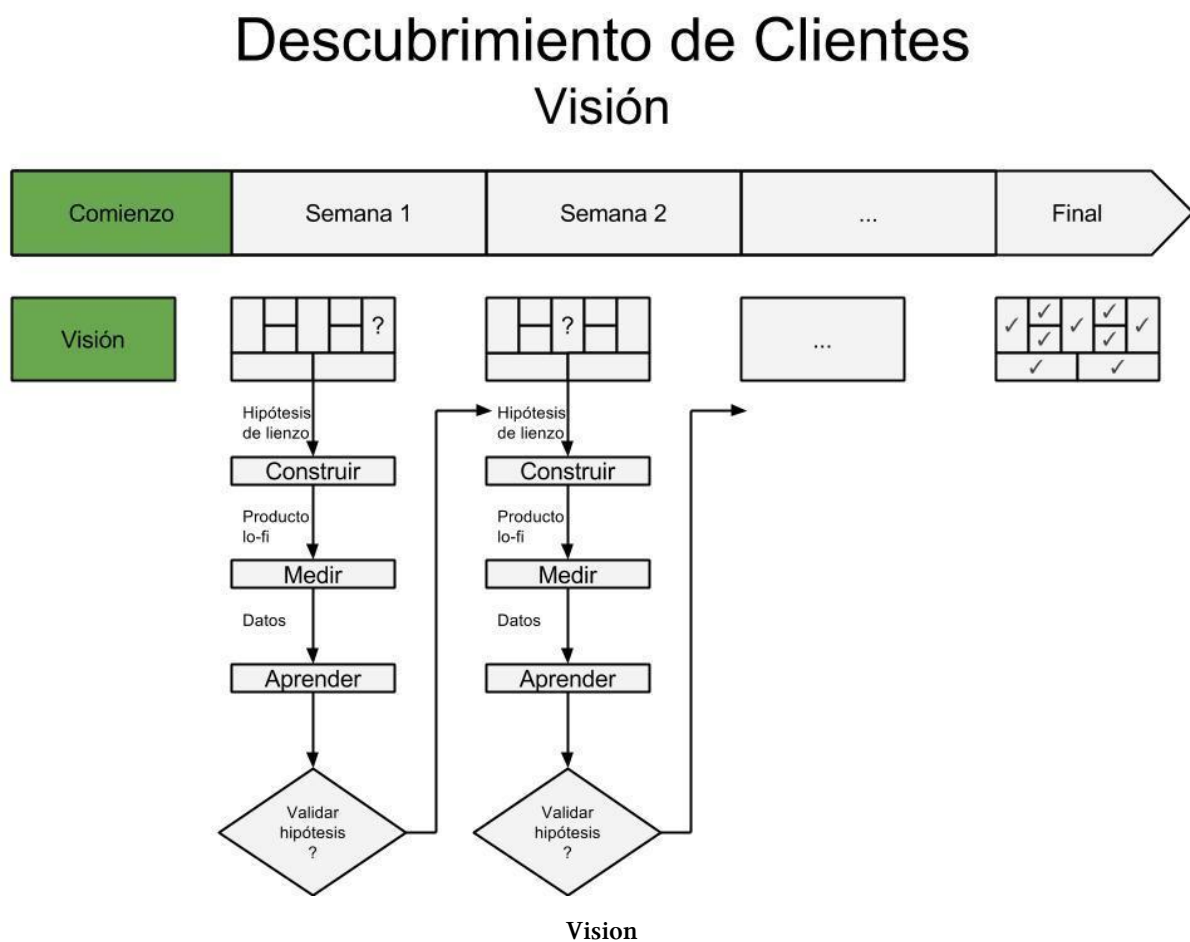 Descubrimiento de Clientes
Visión
Comienzo
Semana 1
Semana 2
...
Final
Visión
?
?
...
✓ ✓ ✓ ✓ ✓
✓ ✓
✓ ✓
Hipótesis
de lienzo
Construir
Producto
lo-fi
Medir
Datos
Aprender
Validar
hipótesis
?
Hipótesis
de lienzo
Construir
Producto
lo-fi
Medir
Datos
Aprender
Validar
hipótesis
?
Vision